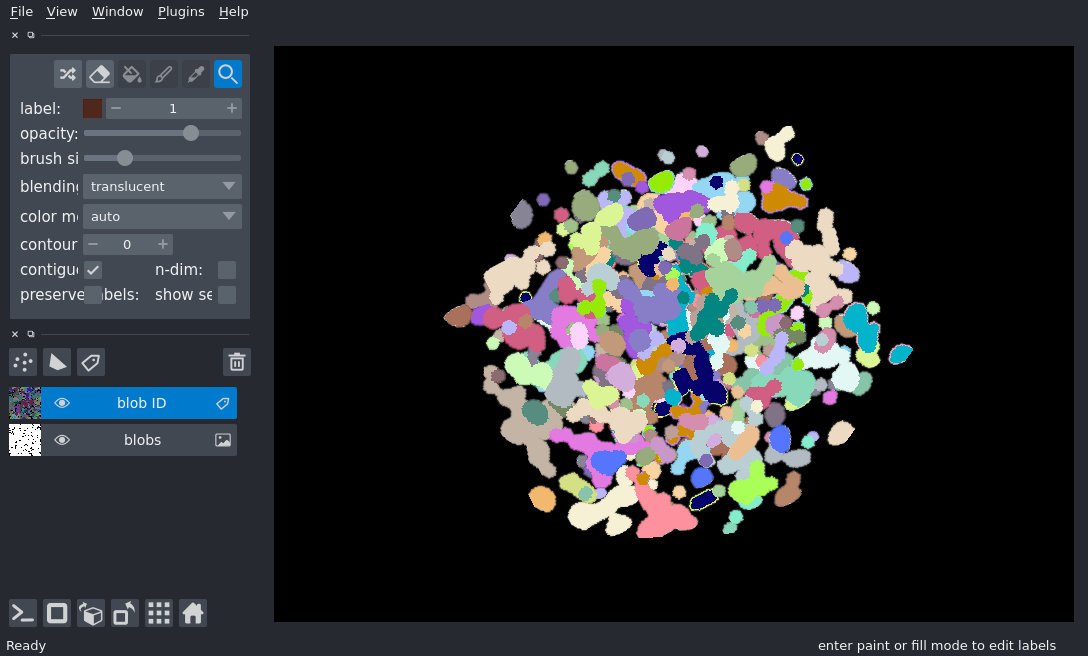 File View Window Plugins Help
label: 1
opacity:
brush si
blending translucent
color m auto
contour 0
contigu n-dim:
preserve abels: show se
blob ID
blobs
Ready enter paint or fill mode to edit labels